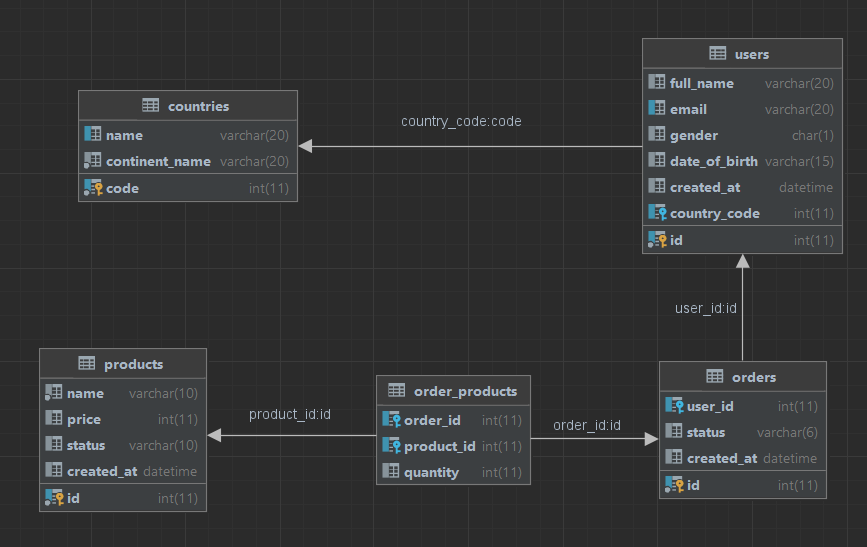 users
full_name varchar(20)
email varchar(20)
gender char(1)
date_of_birth varchar(15)
created_at datetime
country_code int(11)
id int(11)
countries
name varchar(20)
continent_name varchar(20)
code int(11)
country_code:code
user_id:id
products
name varchar(10)
price int(11)
status varchar(10)
created_at datetime
id int(11)
product_id:id
order_products
order_id int(11)
product_id int(11)
quantity int(11)
order_id:id
orders
user_id int(11)
status varchar(6)
created_at datetime
id int(11)